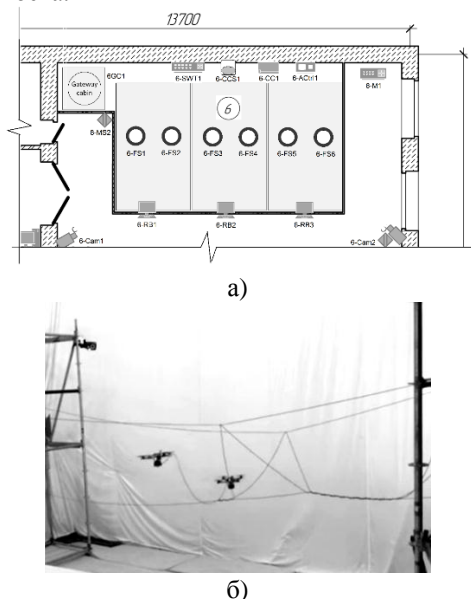 13700
Gateway cabin
6GC1
6-SWT1
6-CCS1
6-CC1
6-ACtrl1
6-M1
6-MS2
6
6-FS1
6-FS2
6-FS3
6-FS4
6-FS5
6-FS6
6-RB1
6-RB2
6-RB3
6-Cam1
6-Cam2
а)
б)